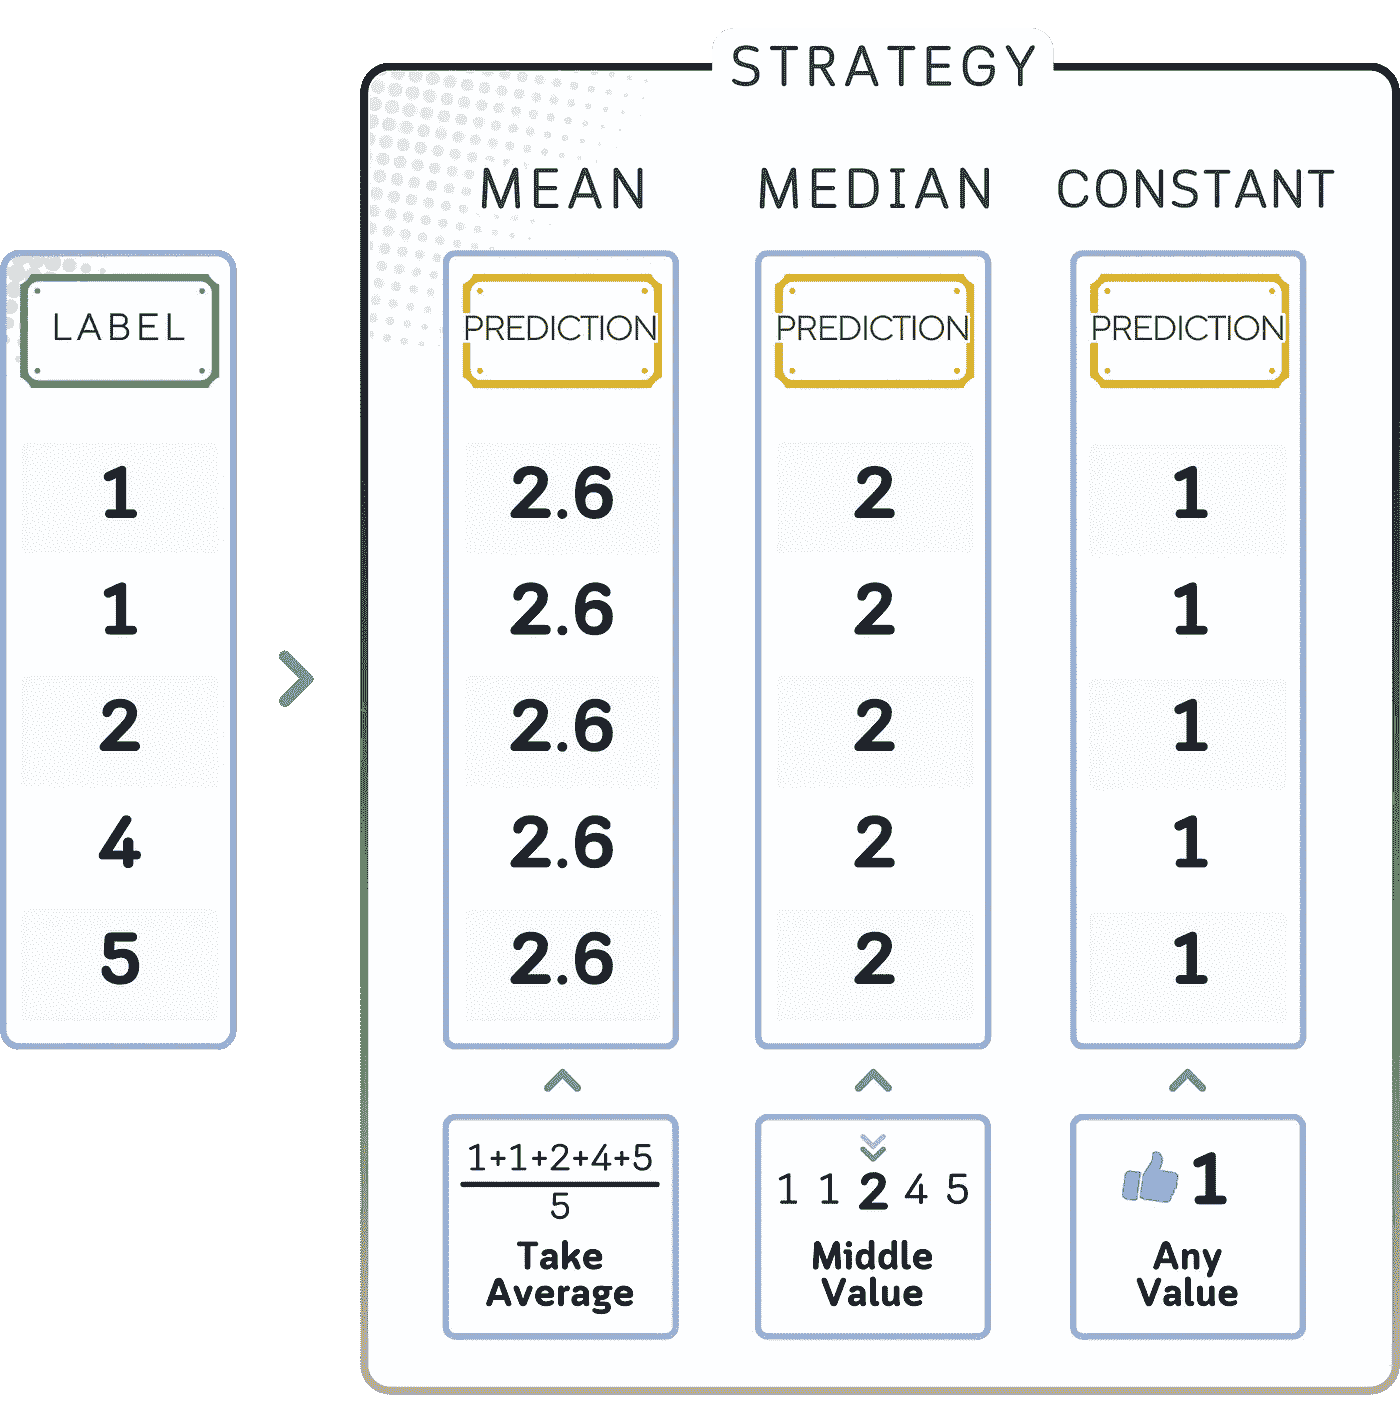 STRATEGY
MEAN MEDIAN CONSTANT
LABEL PREDICTION PREDICTION PREDICTION
1 2.6 2 1
1 2.6 2 1
2 2.6 2 1
4 2.6 2 1
5 2.6 2 1
1+1+2+4+5
5
Take
Average
1 1 2 4 5
Middle
Value
1
Any
Value